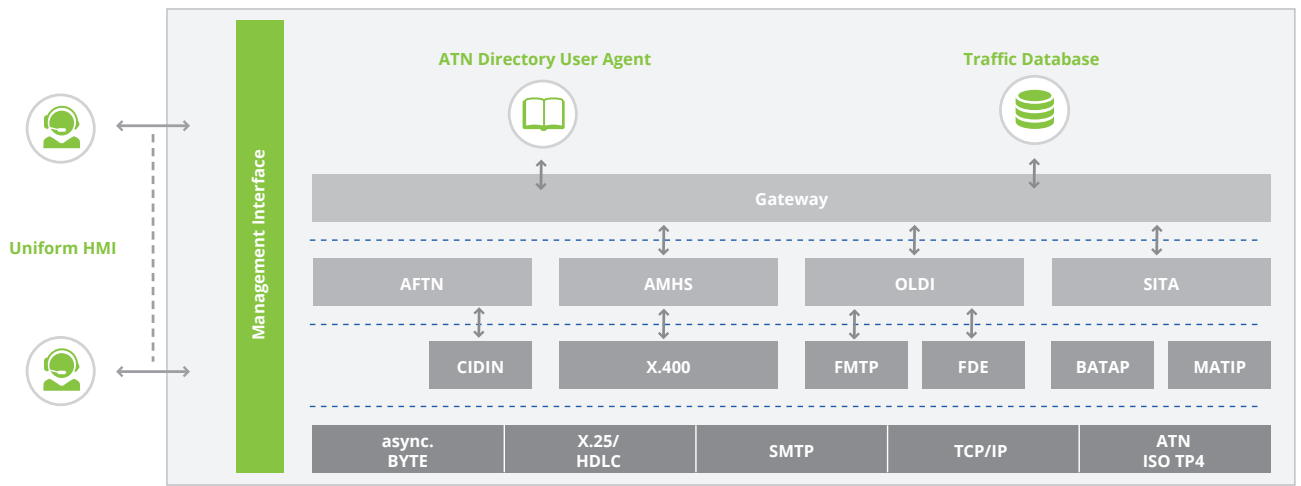 ATN Directory User Agent
Traffic Database
Uniform HMI
Management Interface
Gateway
AFTN
AMHS
OLDI
SITA
CIDIN
X.400
FMTP
FDE
BATAP
MATIP
async.
BYTE
X.25/
HDLC
SMTP
TCP/IP
ATN
ISO TP4